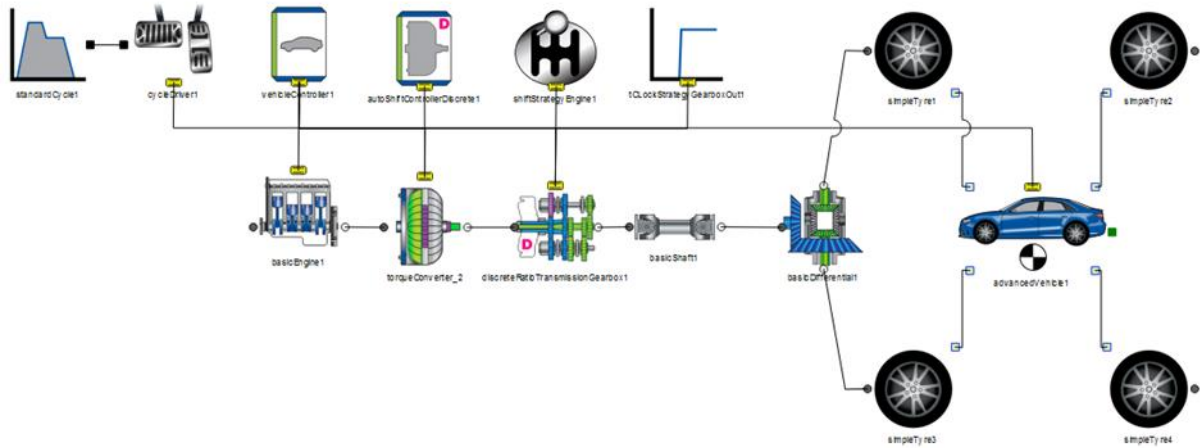 D
standardCycle1
cycleDriver1
vehicleController1
autoShiftControllerDiscrete1
shiftStrategyEngine1
tCLockStrategyGearboxOut1
simpleTyre1
simpleTyre2
D
basicEngine1
torqueConverter_2
discreteRatioTransmissionGearbox1
basicShaft1
basicDifferential1
advancedVehicle1
simpleTyre3
simpleTyre4